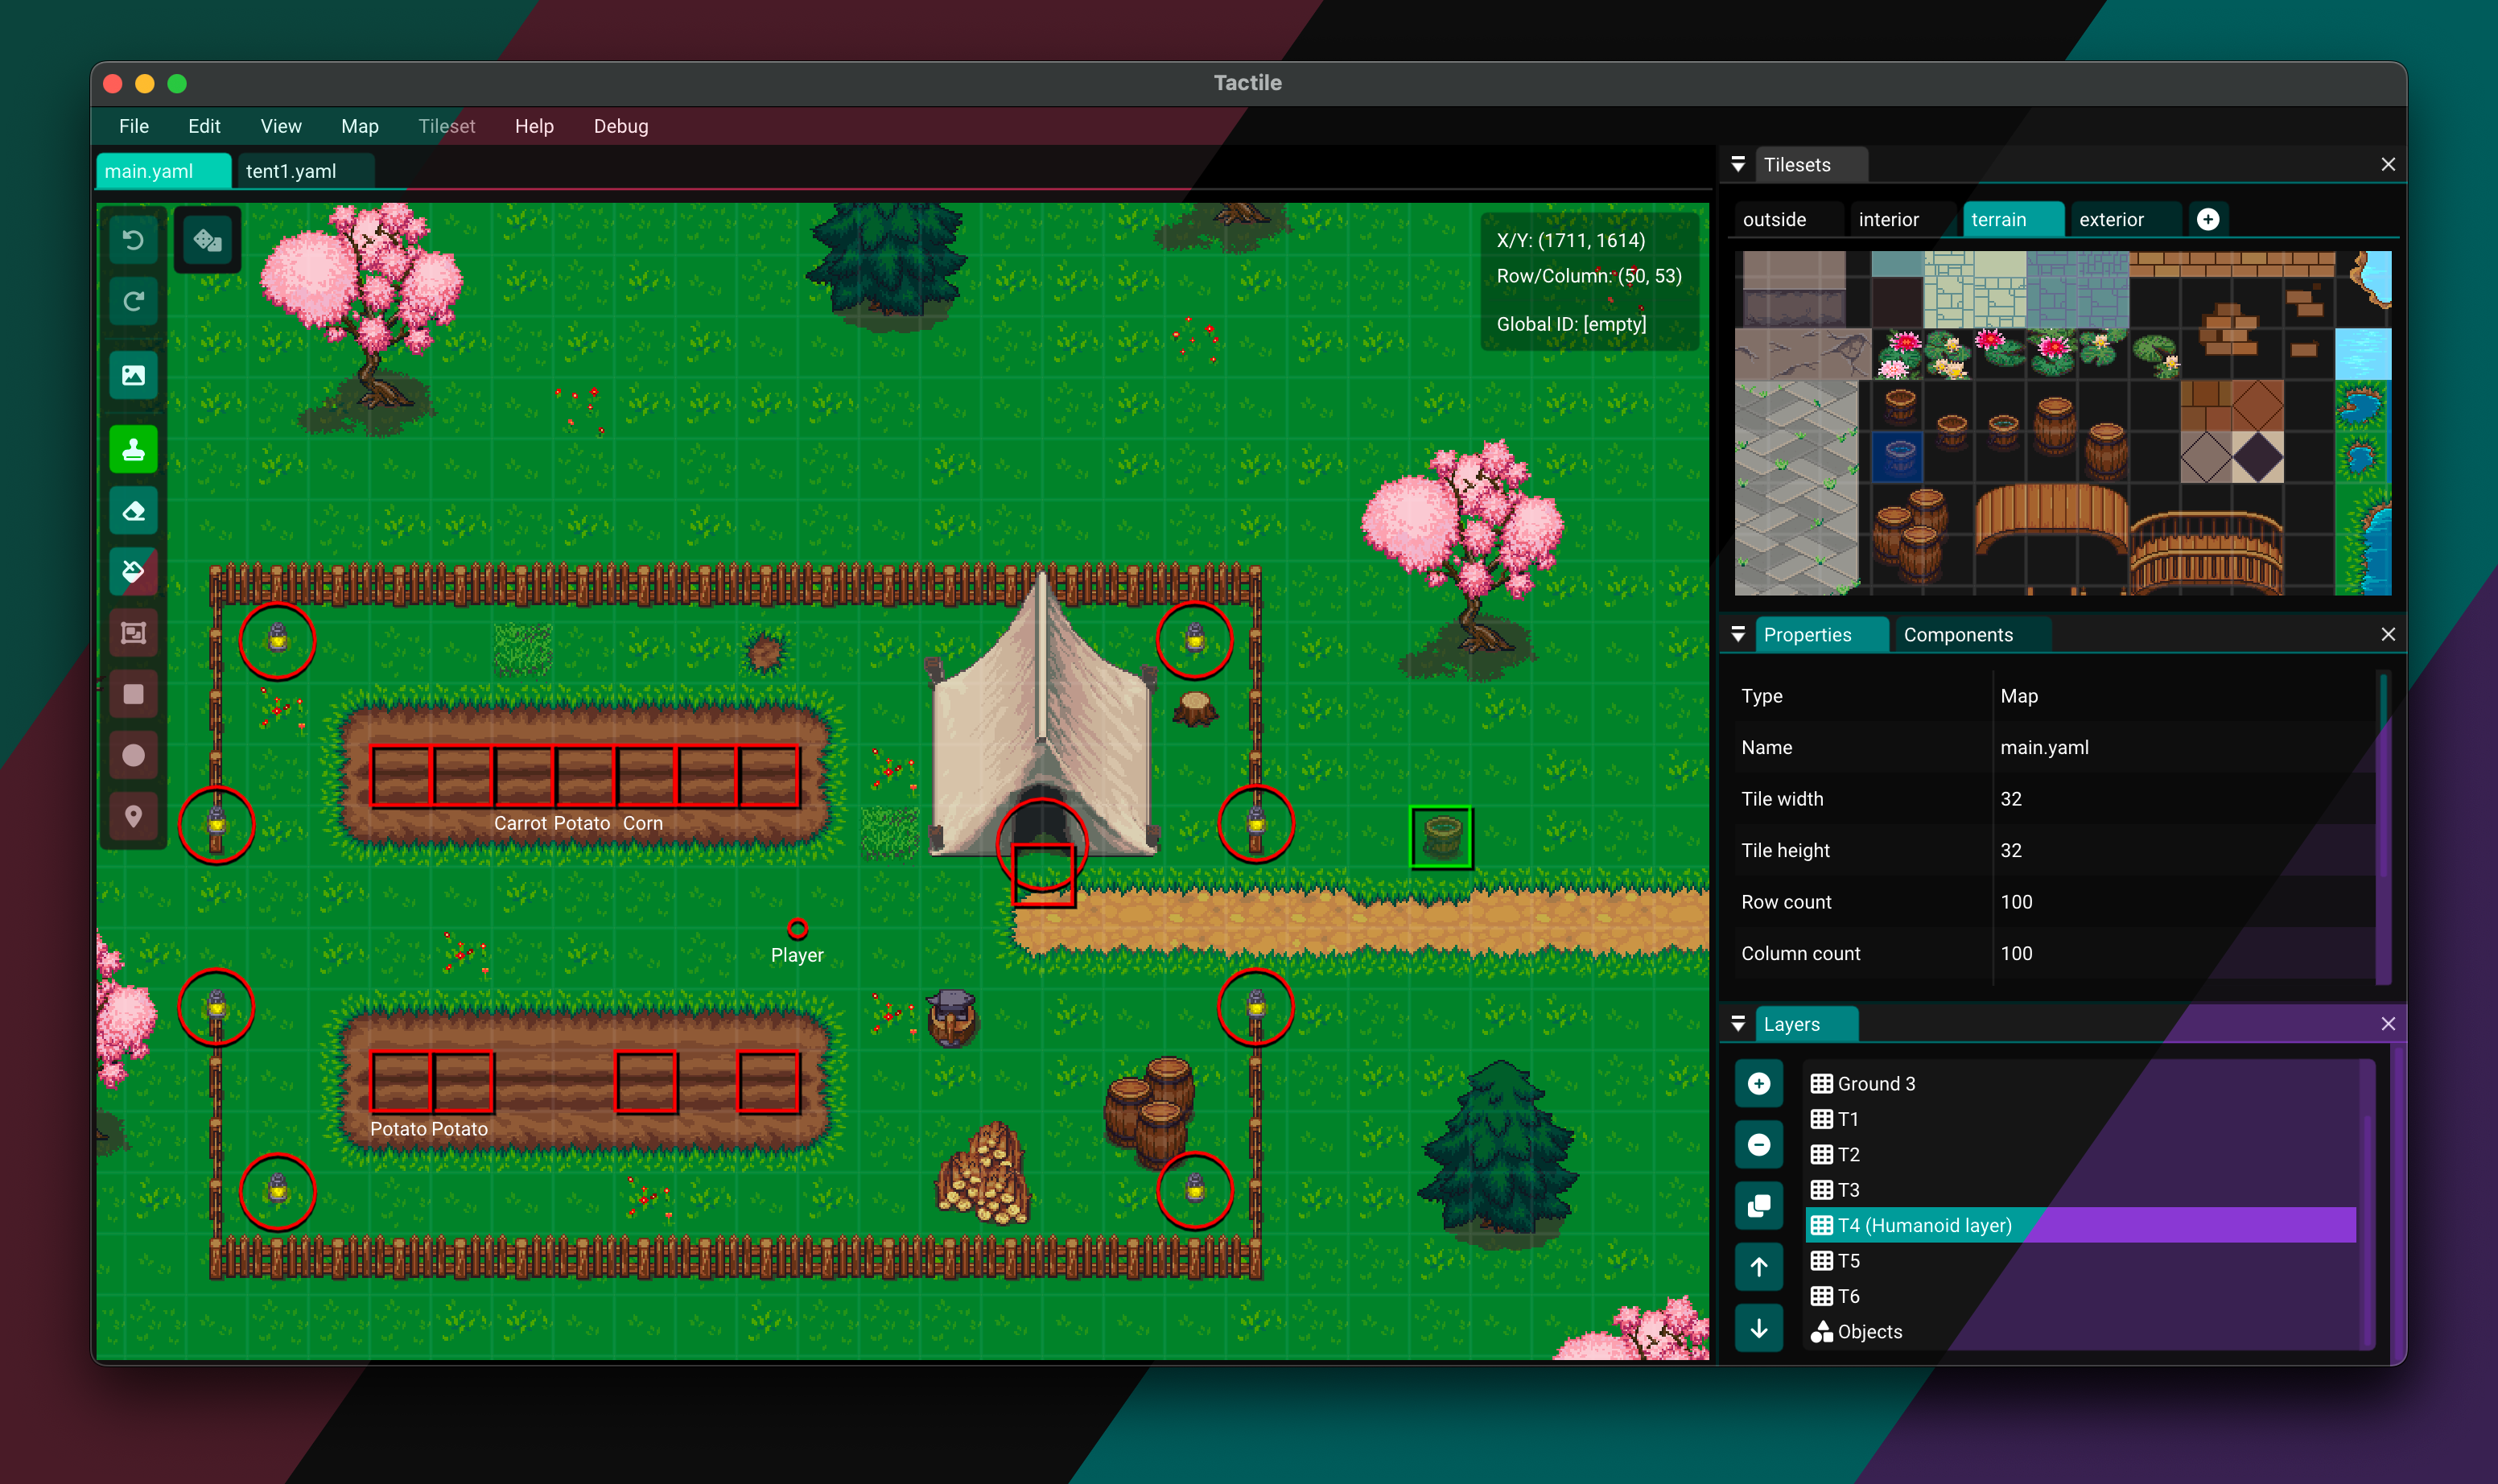 Tactile
File Edit View Map Tileset Help Debug
main.yaml tent1.yaml
X/Y: (1711, 1614)
Row/Column: (50, 53)
Global ID: [empty]
Carrot Potato Corn
Player
Potato Potato
Tilesets
outside interior terrain exterior
Properties Components
Type Map
Name main.yaml
Tile width 32
Tile height 32
Row count 100
Column count 100
Layers
Ground 3
T1
T2
T3
T4 (Humanoid layer)
T5
T6
Objects